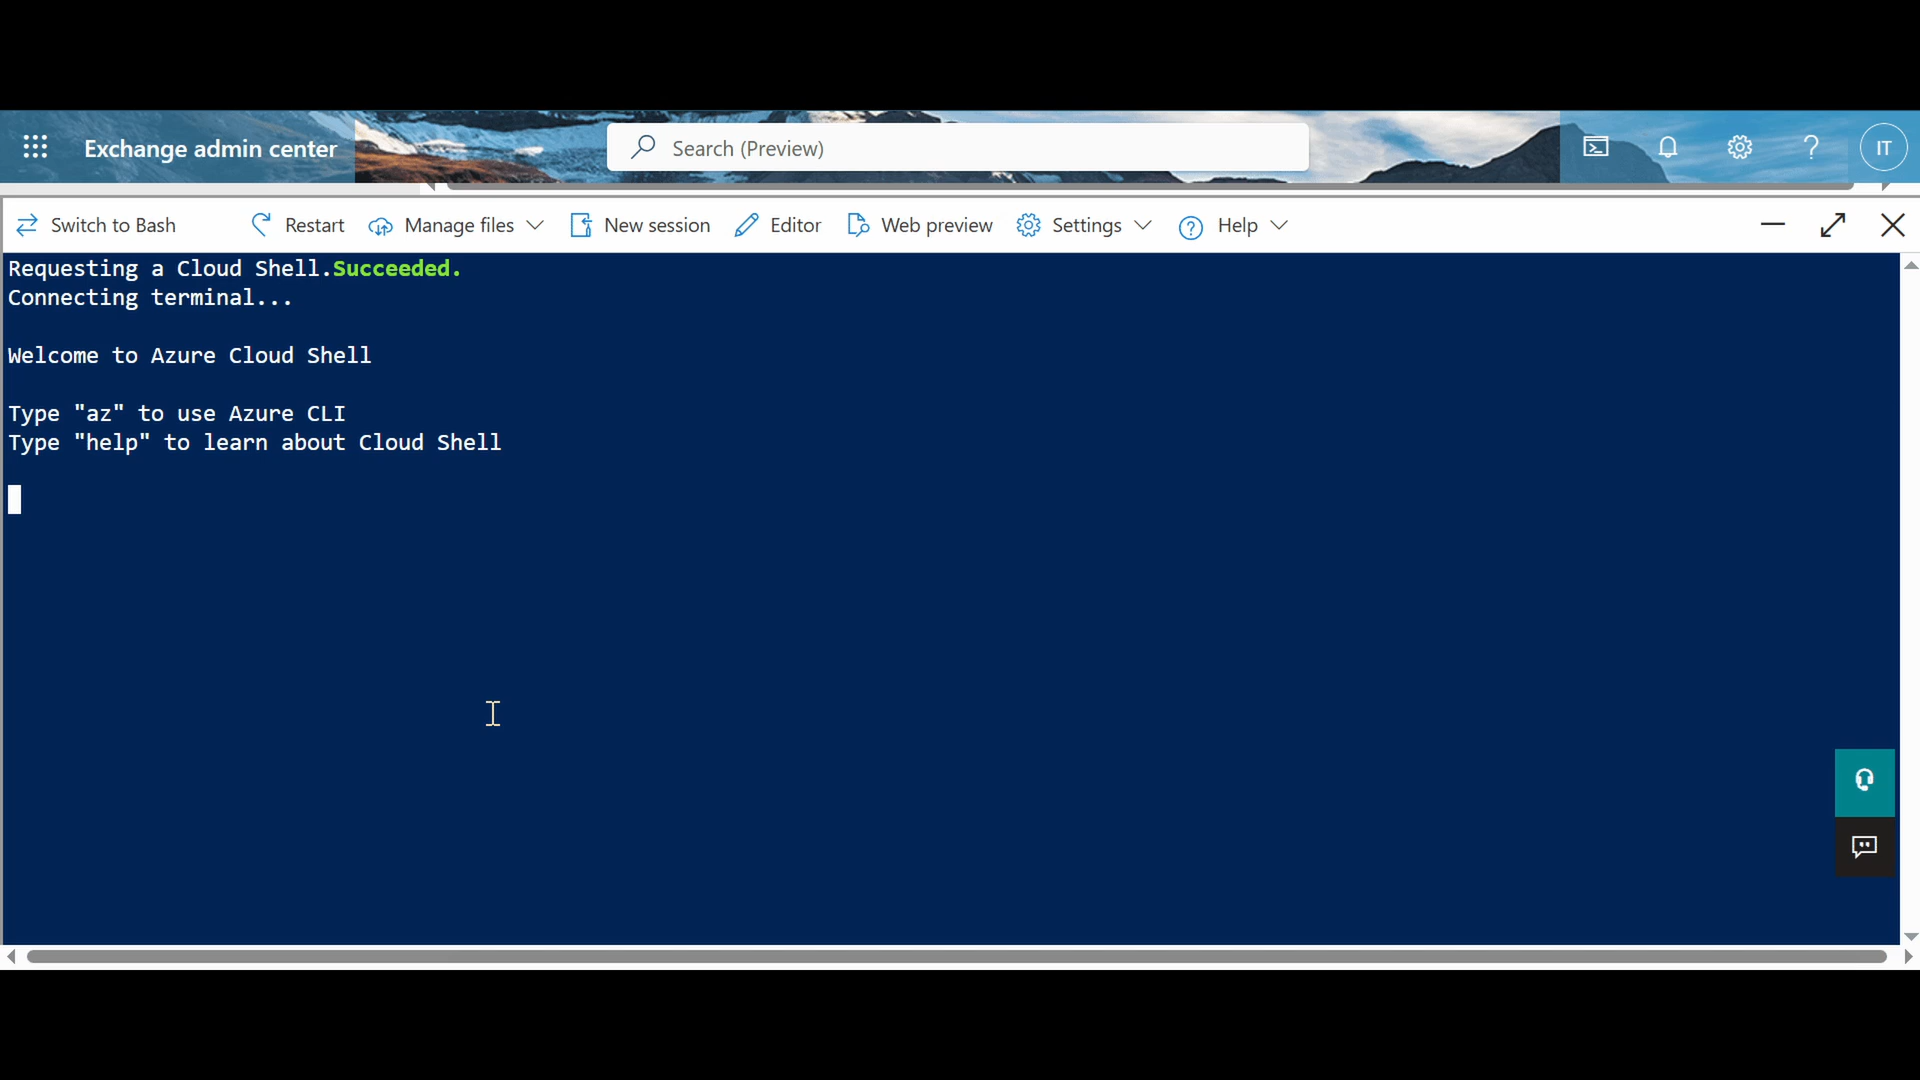 Exchange admin center
Search (Preview)
IT
Switch to Bash Restart Manage files New session Editor Web preview Settings Help
Requesting a Cloud Shell.Succeeded.
Connecting terminal...
Welcome to Azure Cloud Shell
Type "az" to use Azure CLI
Type "help" to learn about Cloud Shell